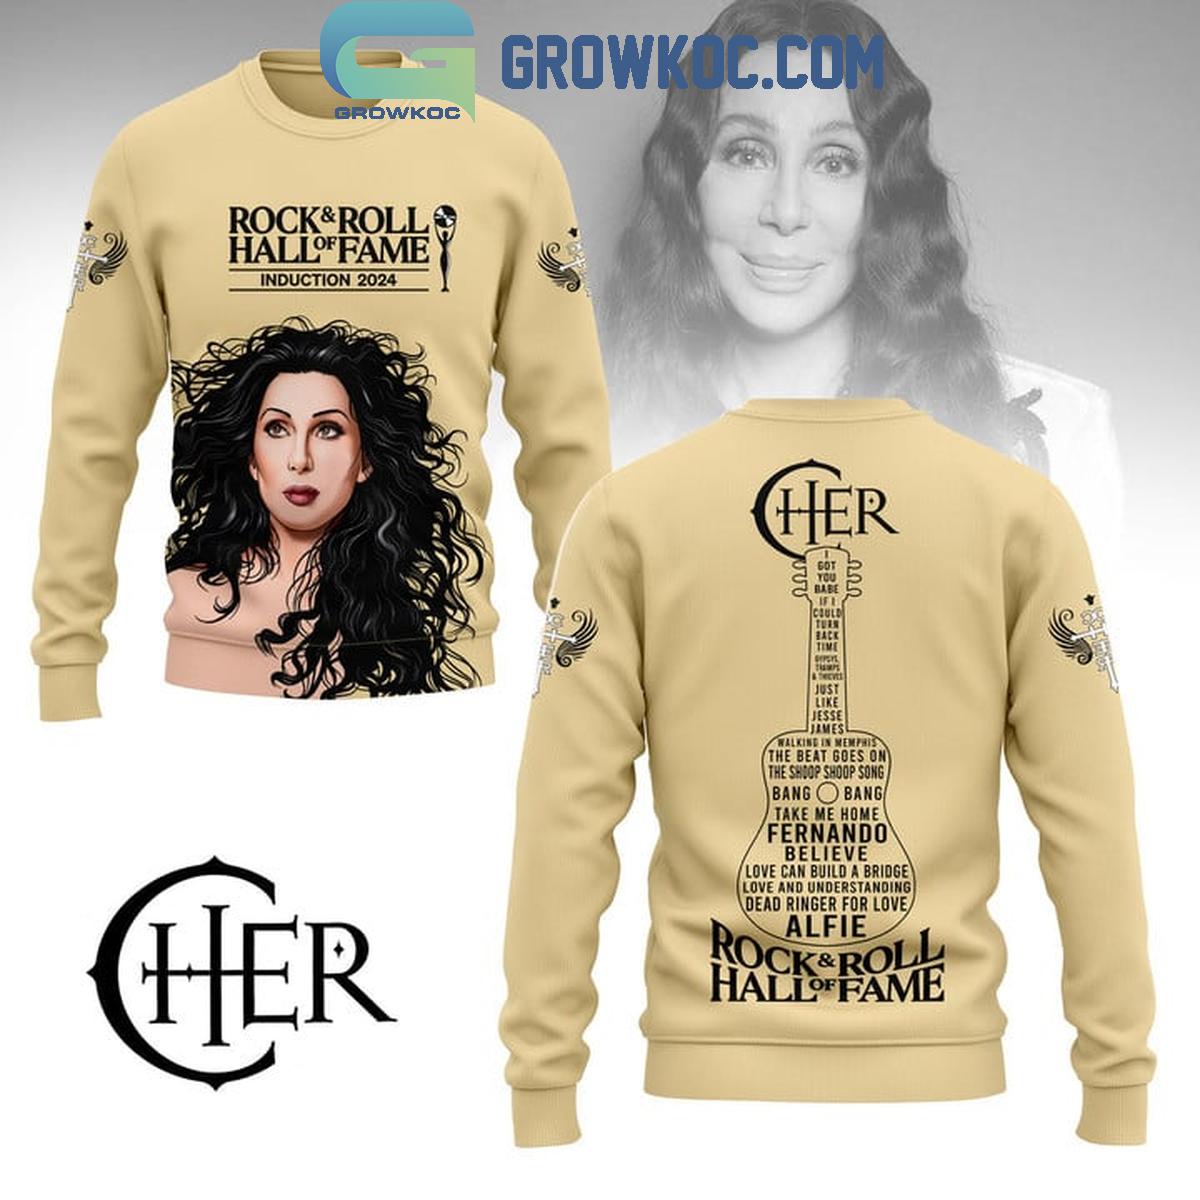 GROWKOC
GROWKOC.COM
ROCK & ROLL
HALL OF FAME
INDUCTION 2024
CHER
I
GOT
YOU
BABE
IF I
COULD
TURN
BACK
TIME
GYPSYS,
TRAMPS
& THIEVES
JUST
LIKE
JESSE
JAMES
WALKING IN MEMPHIS
THE BEAT GOES ON
THE SHOOP SHOOP SONG
BANG BANG
TAKE ME HOME
FERNANDO
BELIEVE
LOVE CAN BUILD A BRIDGE
LOVE AND UNDERSTANDING
DEAD RINGER FOR LOVE
ALFIE
ROCK & ROLL
HALL OF FAME
CHER